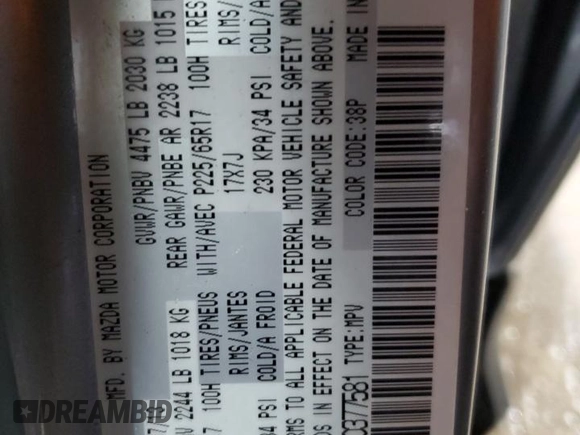 MFD. BY MAZDA MOTOR CORPORATION
GVWR/PNBV 4475 LB 2030 KG
2244 LB 1018 KG REAR GAWR/PNBE AR 2238 LB 1015
100H TIRES/PNEUS WITH/AVEC P225/65R17 100H TIRES
RIMS/JANTES 17X7J RIMS/
34 PSI COLD/A FROID 230 KPA/34 PSI COLD/A
TO ALL APPLICABLE FEDERAL MOTOR VEHICLE SAFETY AND
IN EFFECT ON THE DATE OF MANUFACTURE SHOWN ABOVE.
377581 TYPE:MPV COLOR CODE:38P MADE IN
AUTOBIDMASTER